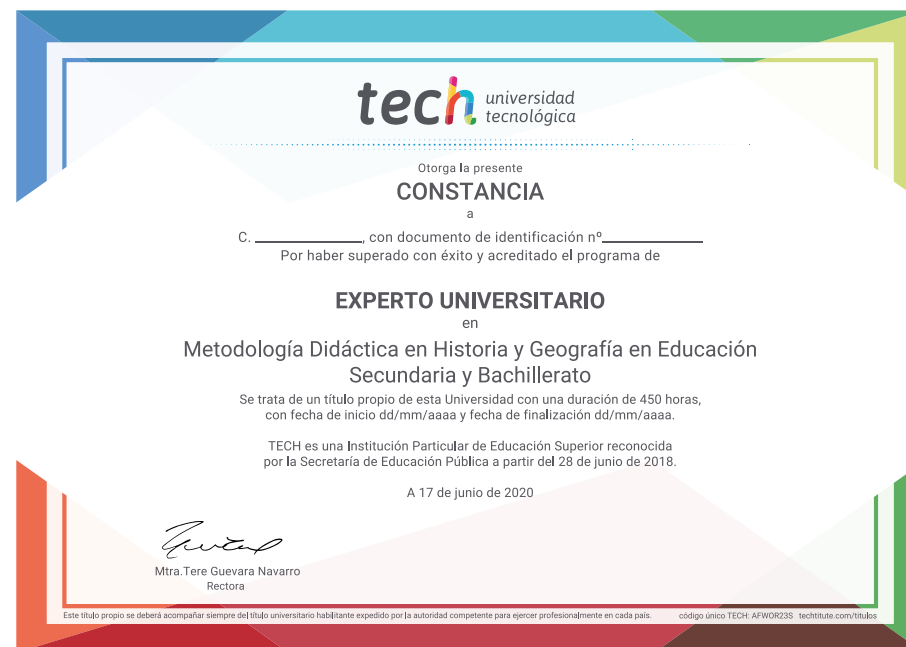 tech universidad
tecnológica
Otorga la presente
CONSTANCIA
a
C. ____________, con documento de identificación nº____________
Por haber superado con éxito y acreditado el programa de
EXPERTO UNIVERSITARIO
en
Metodología Didáctica en Historia y Geografía en Educación
Secundaria y Bachillerato
Se trata de un título propio de esta Universidad con una duración de 450 horas,
con fecha de inicio dd/mm/aaaa y fecha de finalización dd/mm/aaaa.
TECH es una Institución Particular de Educación Superior reconocida
por la Secretaría de Educación Pública a partir del 28 de junio de 2018.
A 17 de junio de 2020
Mtra.Tere Guevara Navarro
Rectora
Este título propio se deberá acompañar siempre del título universitario habilitante expedido por la autoridad competente para ejercer profesionalmente en cada país. código único TECH: AFWOR23S techtitute.com/titulos